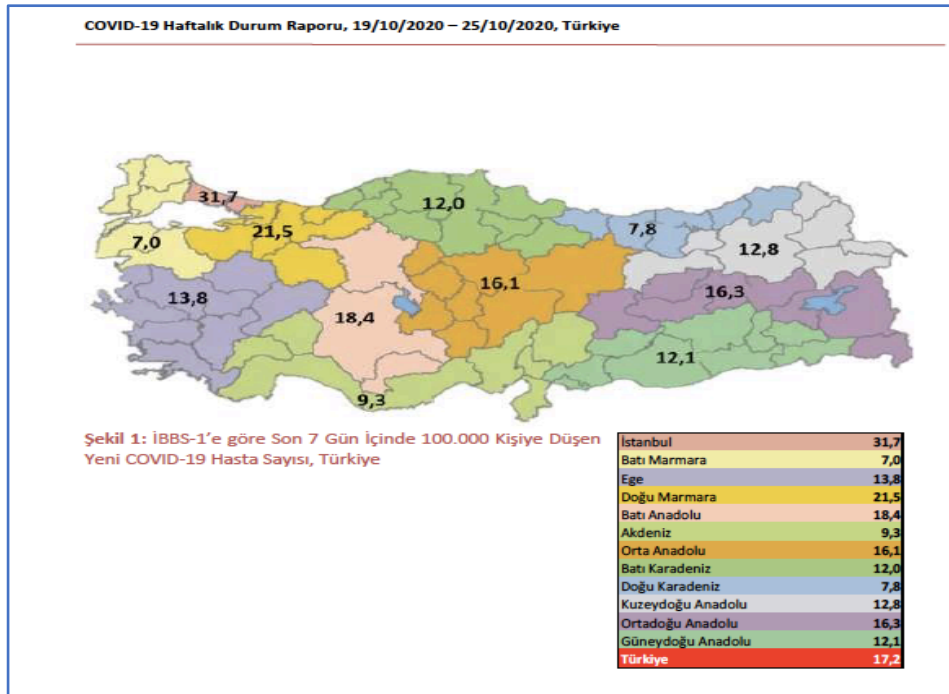 COVID-19 Haftalık Durum Raporu, 19/10/2020 – 25/10/2020, Türkiye
31,7
12,0
21,5
7,8
7,0
12,8
16,1
13,8
16,3
18,4
12,1
9,3
Şekil 1: İBBS-1'e göre Son 7 Gün İçinde 100.000 Kişiye Düşen
Yeni COVID-19 Hasta Sayısı, Türkiye
İstanbul 31,7
Batı Marmara 7,0
Ege 13,8
Doğu Marmara 21,5
Batı Anadolu 18,4
Akdeniz 9,3
Orta Anadolu 16,1
Batı Karadeniz 12,0
Doğu Karadeniz 7,8
Kuzeydoğu Anadolu 12,8
Ortadoğu Anadolu 16,3
Güneydoğu Anadolu 12,1
Türkiye 17,2